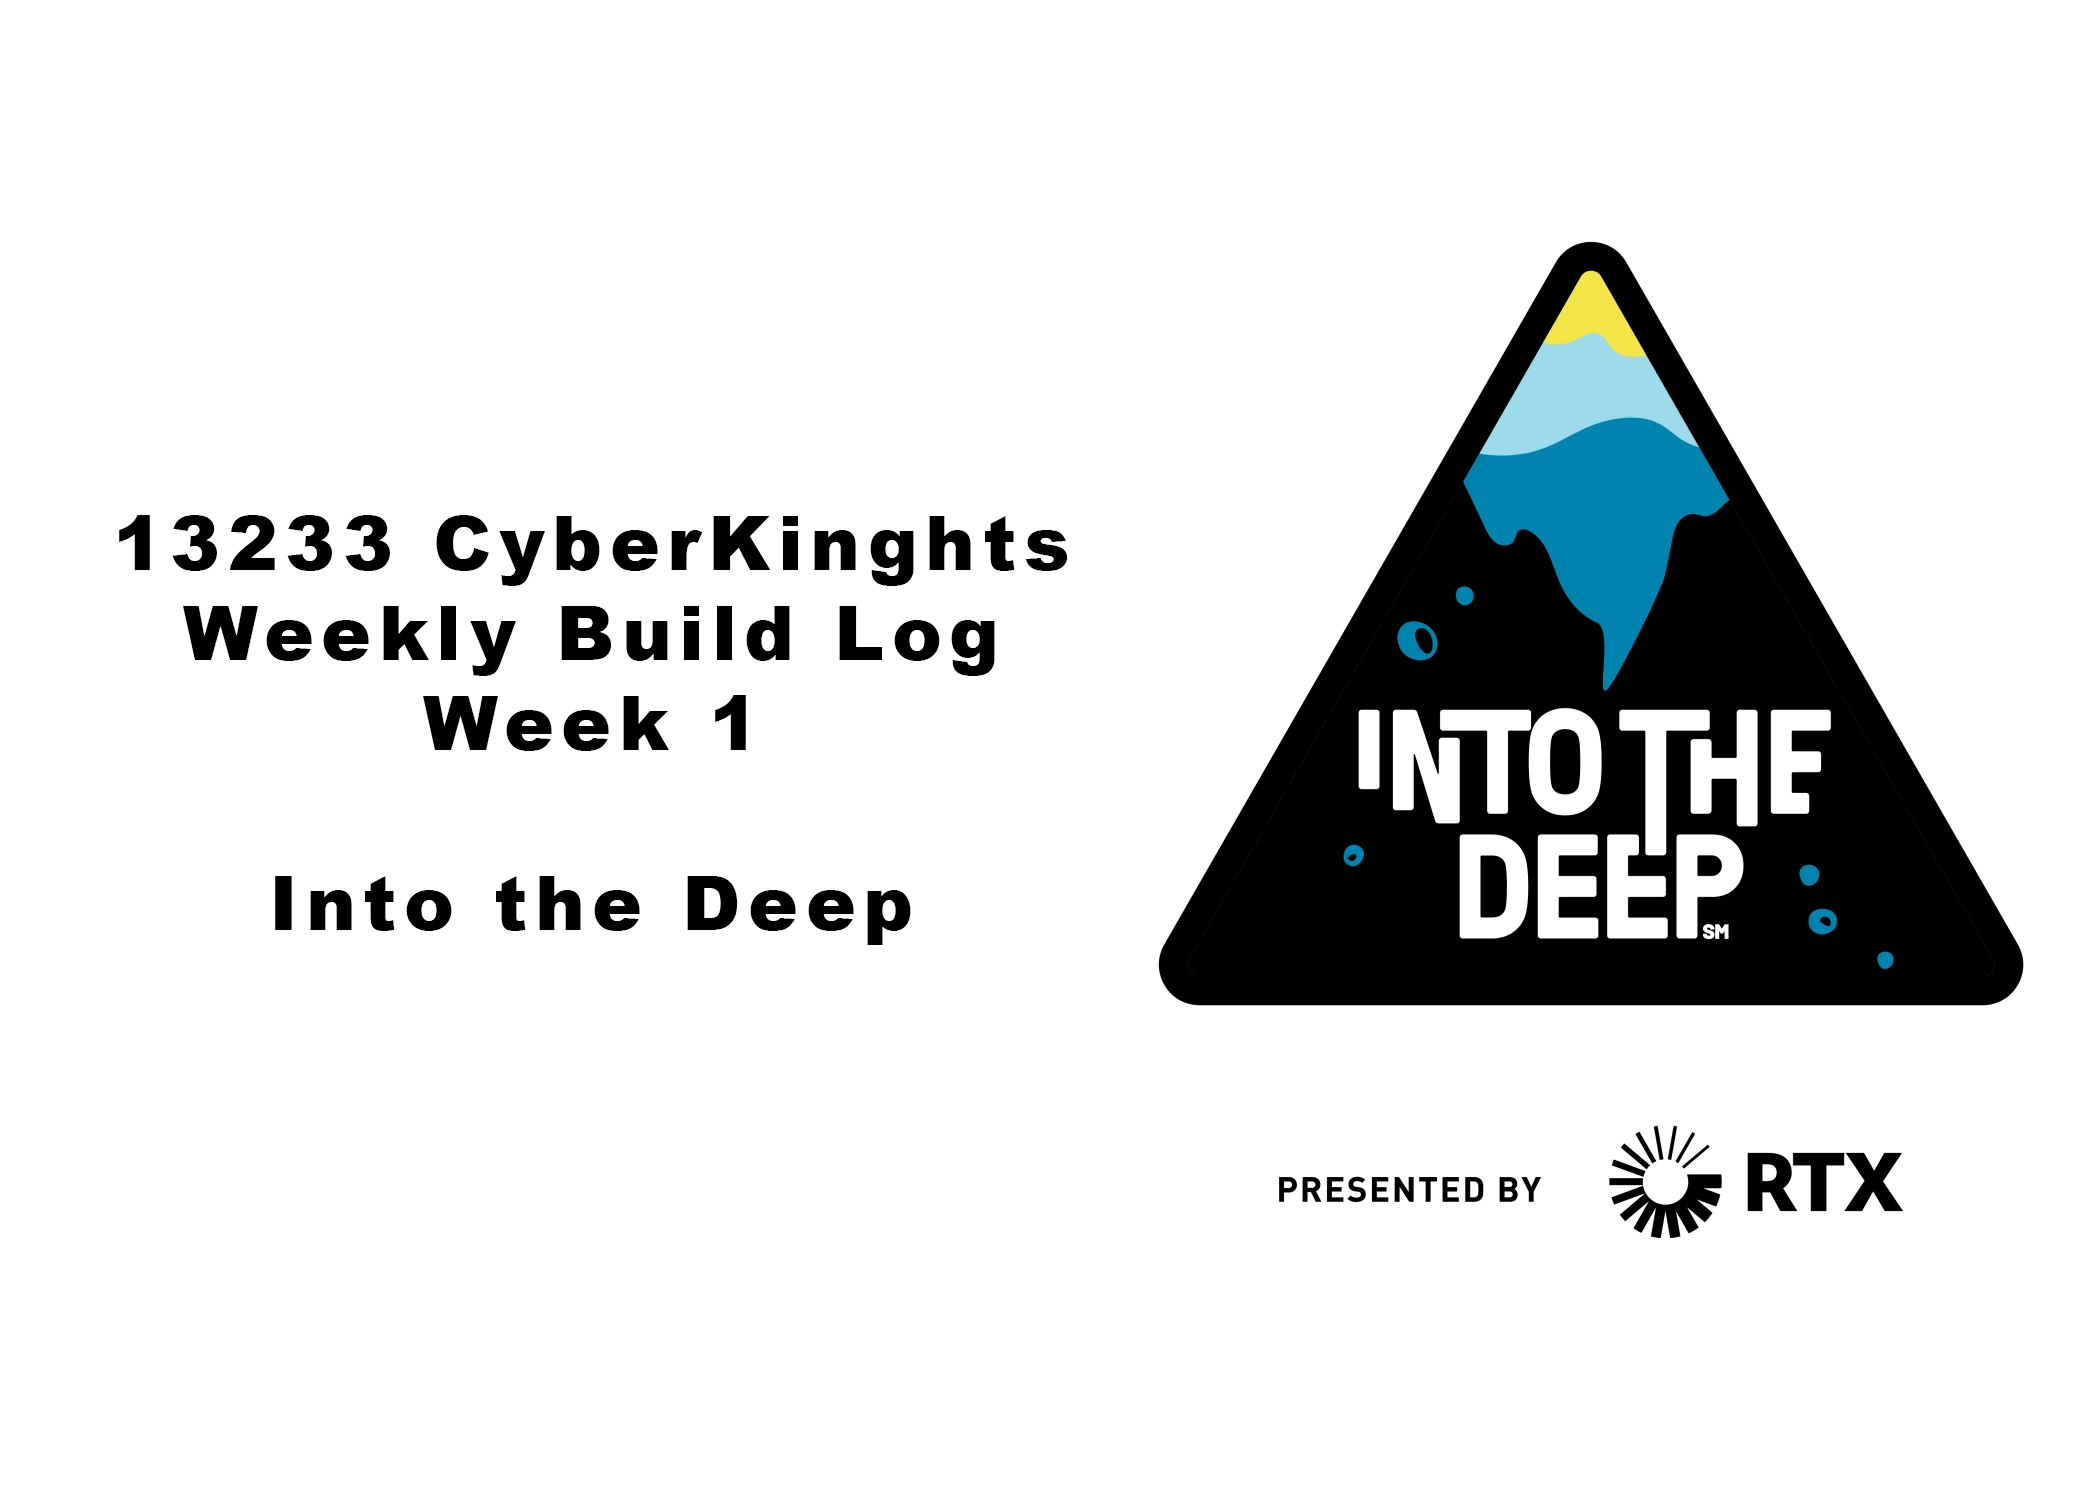 13233 CyberKinghts
Weekly Build Log
Week 1
Into the Deep
INTO THE
DEEP SM
PRESENTED BY RTX